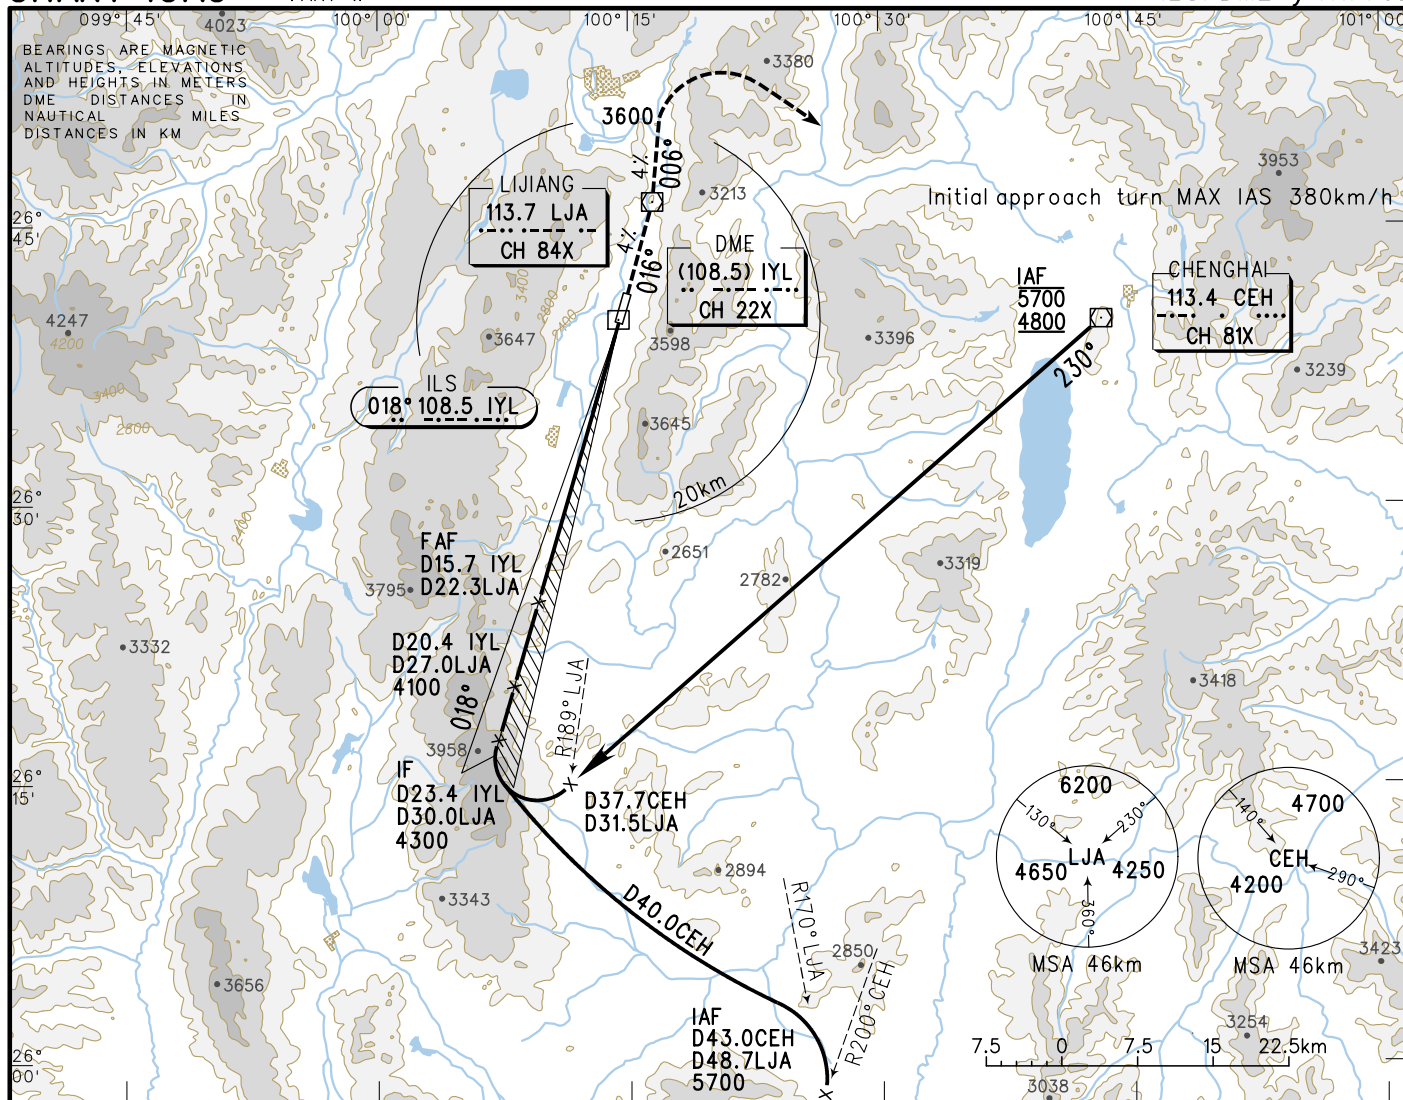 099°45'
100°00'
100°15'
100°30'
100°45'
101°00'
BEARINGS ARE MAGNETIC
ALTITUDES, ELEVATIONS
AND HEIGHTS IN METERS
DME DISTANCES IN
NAUTICAL MILES
DISTANCES IN KM
4023
3380
3600
4%
006°
3953
LIJIANG
113.7 LJA
CH 84X
3213
Initial approach turn MAX IAS 380km/h
26°
45'
4%
016°
DME
(108.5) IYL
CH 22X
IAF
5700
4800
CHENGHAI
113.4 CEH
CH 81X
3400
2800
2400
4247
4200
3647
3598
3396
230°
3239
3400
2800
ILS
018° 108.5 IYL
3645
20km
26°
30'
2400
FAF
D15.7 IYL
D22.3LJA
2651
2782
3319
3795
3332
D20.4 IYL
D27.0LJA
4100
018°
R189°LJA
3418
3958
26°
15'
IF
D23.4 IYL
D30.0LJA
4300
D37.7CEH
D31.5LJA
6200
130°
230°
4650
LJA
4250
360°
MSA 46km
4700
140°
CEH
4200
290°
MSA 46km
2894
3343
D40.0CEH
R170°LJA
2850
R200°CEH
3423
3656
IAF
D43.0CEH
D48.7LJA
5700
3254
26°
00'
7.5 0 7.5 15 22.5km
3038